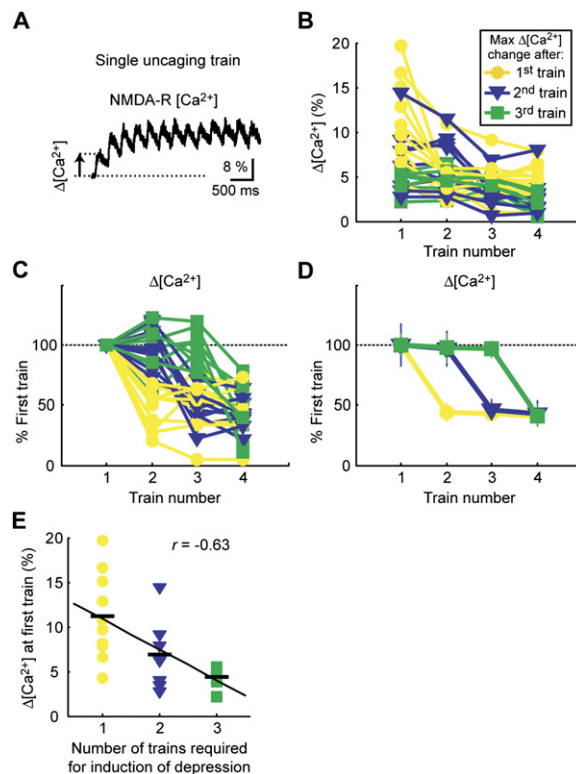 A
Single uncaging train
NMDA-R [Ca²⁺]
Δ[Ca²⁺]
8 %
500 ms
B
Δ[Ca²⁺] (%)
20
15
10
5
0
1 2 3 4
Train number
Max Δ[Ca²⁺]
change after:
1ˢᵗ train
2ⁿᵈ train
3ʳᵈ train
C
Δ[Ca²⁺]
% First train
100
50
0
1 2 3 4
Train number
D
Δ[Ca²⁺]
% First train
100
50
0
1 2 3 4
Train number
E
r = -0.63
Δ[Ca²⁺] at first train (%)
20
15
10
5
0
1 2 3
Number of trains required
for induction of depression